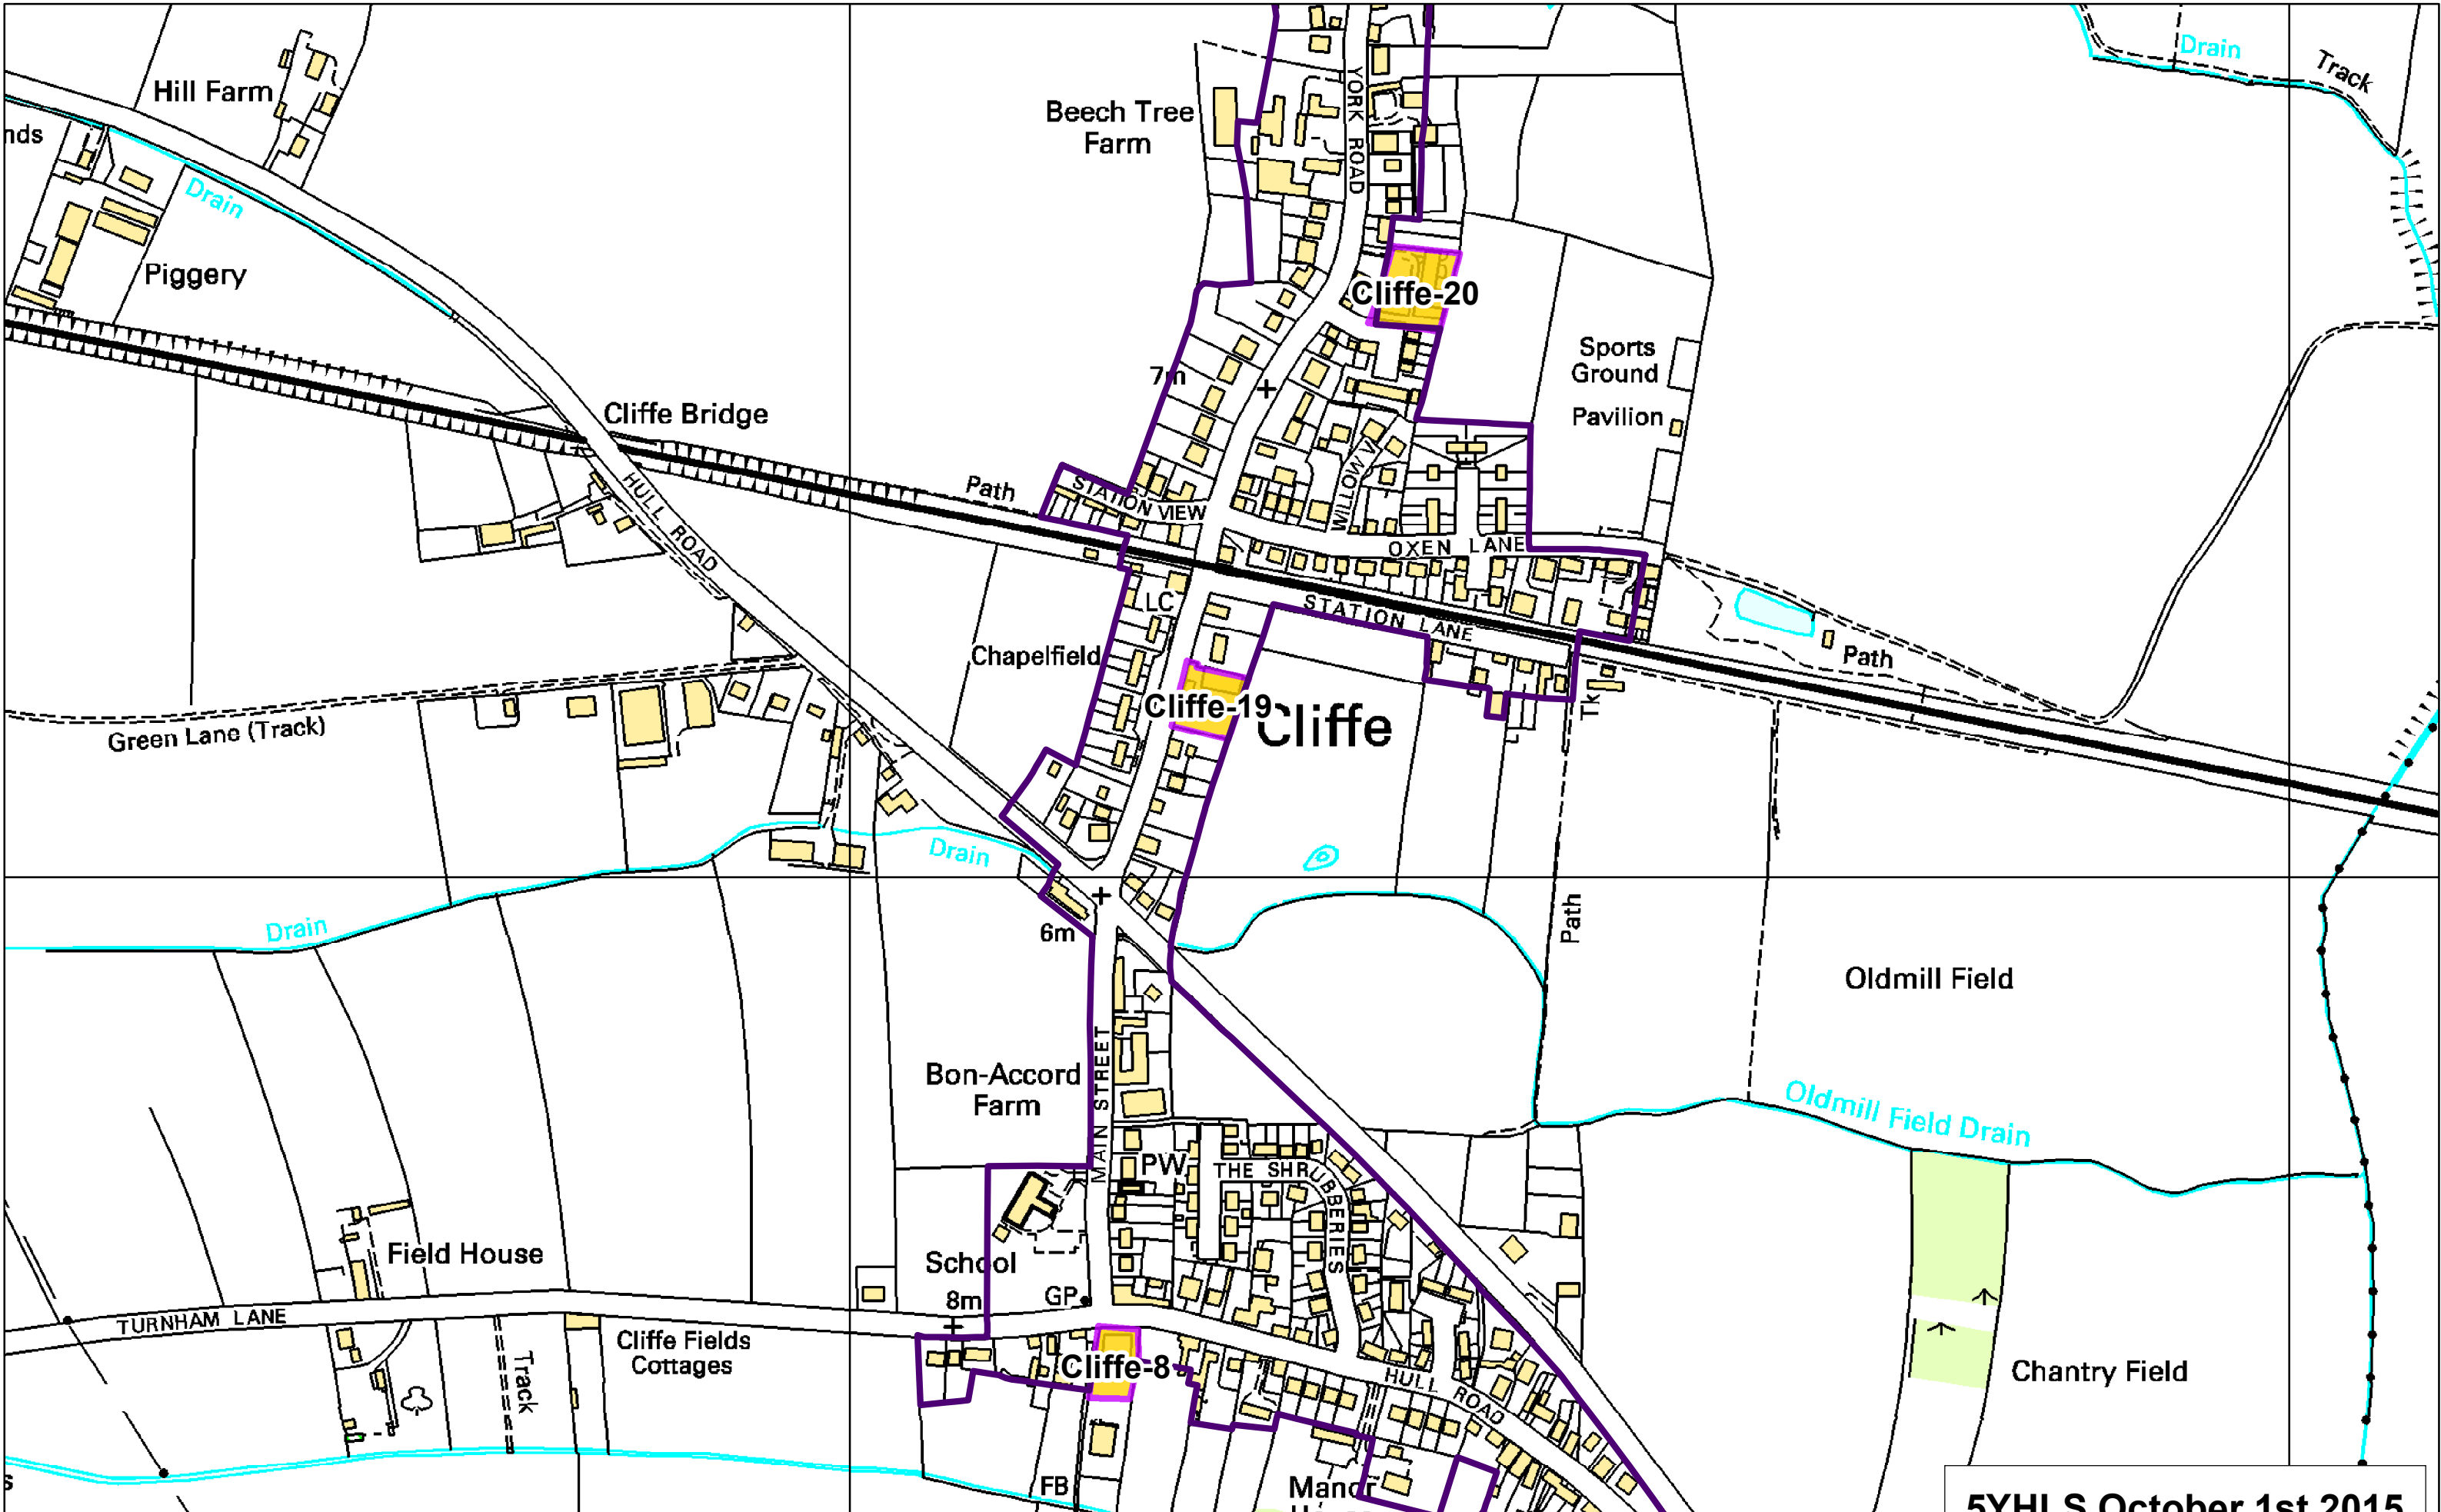 Drain
Track
Hill Farm
YORK ROAD
Beech Tree
Farm
nds
Drain
Piggery
Cliffe-20
Sports
Ground
7m
Pavilion
Cliffe Bridge
HULL ROAD
Path
STATION VIEW
WILLOW
OXEN LANE
LC
STATION LANE
Chapelfield
Path
Cliffe-19
Cliffe
Tk
Green Lane (Track)
Drain
Drain
6m
Path
Oldmill Field
Bon-Accord
Farm
MAIN STREET
Oldmill Field Drain
PW
THE SHRUBBERIES
Field House
School
8m
GP
TURNHAM LANE
Cliffe Fields
Cottages
Track
Cliffe-8
HULL ROAD
Chantry Field
FB
Manor
s
5YHLS October 1st 2015